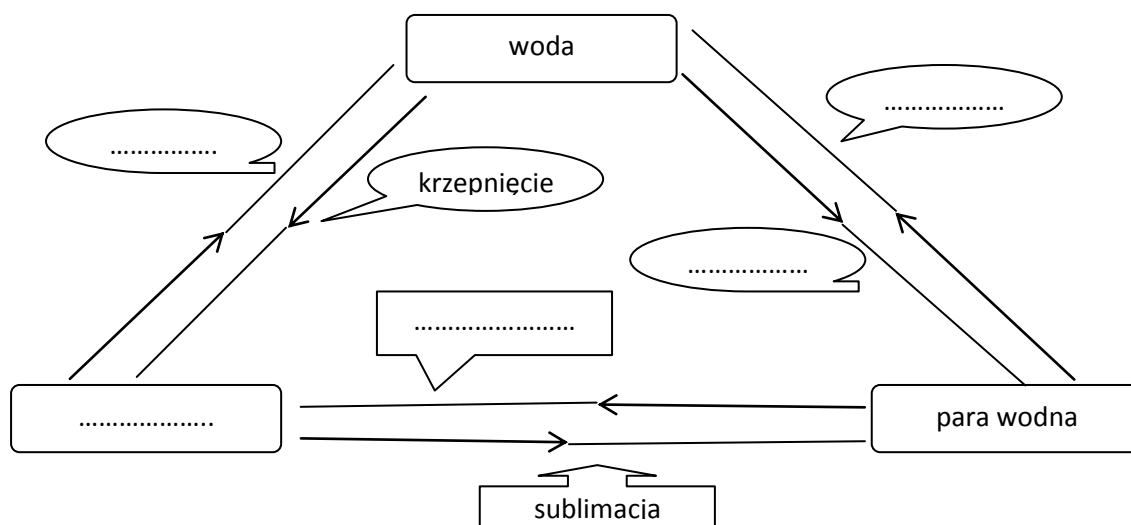 woda
………………
…………….
krzepnięcie
………………
……………………
………………..
para wodna
sublimacja